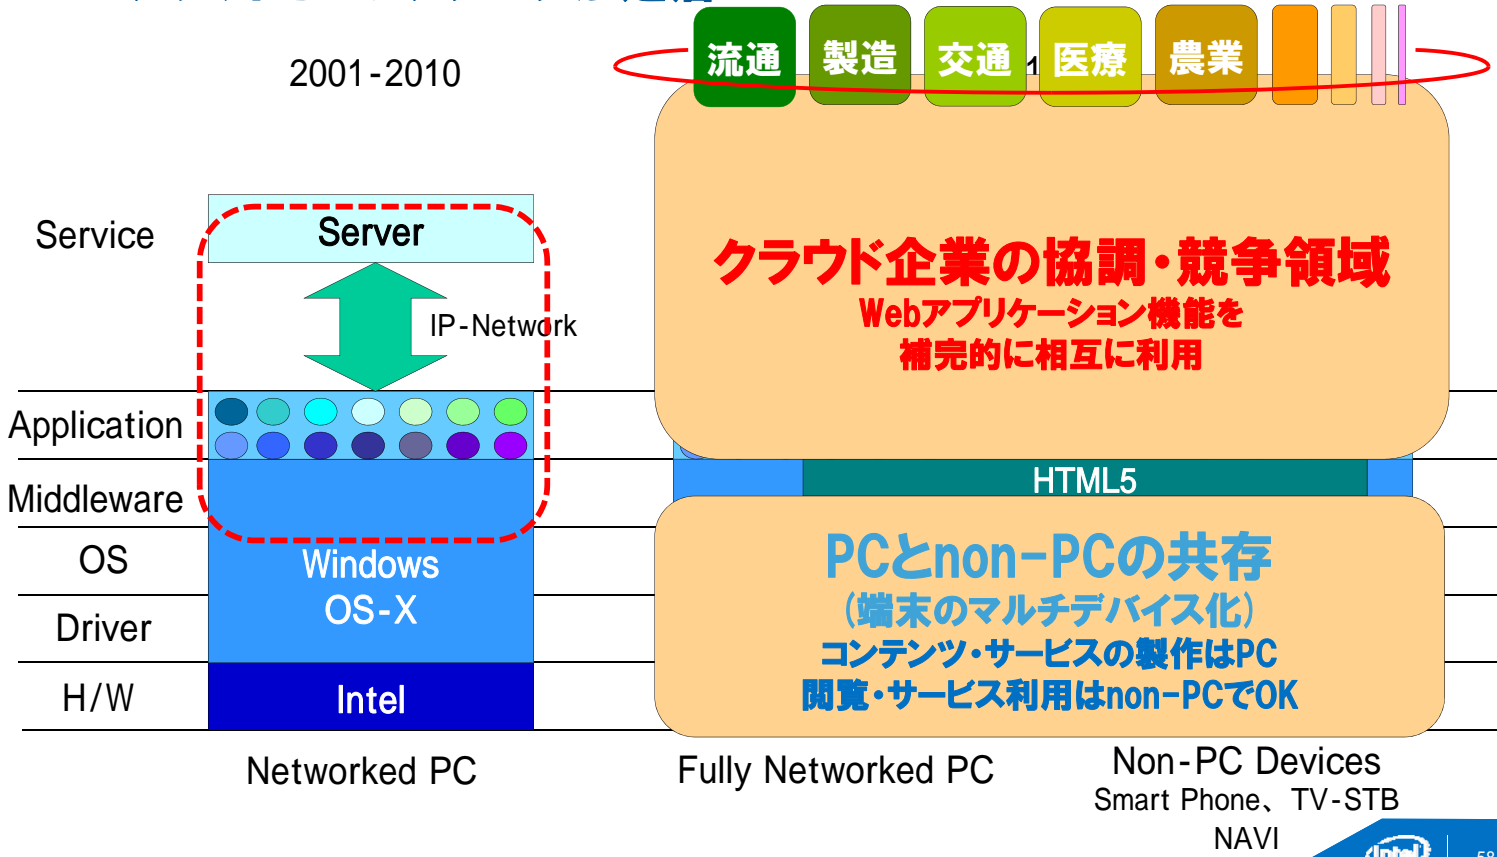 2001-2010
流通 製造 交通 医療 農業
Service
Server
IP-Network
クラウド企業の協調・競争領域
Webアプリケーション機能を
補完的に相互に利用
Application
Middleware
HTML5
OS
Windows
OS-X
PCとnon-PCの共存
(端末のマルチデバイス化)
Driver
コンテンツ・サービスの製作はPC
閲覧・サービス利用はnon-PCでOK
H/W
Intel
Networked PC
Fully Networked PC
Non-PC Devices
Smart Phone、TV-STB
NAVI
58